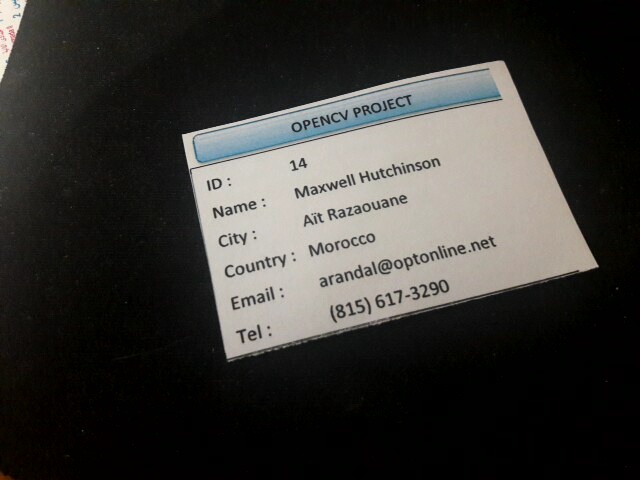 OPENCV PROJECT
ID : 14
Name : Maxwell Hutchinson
City : Aït Razaouane
Country : Morocco
Email : arandal@optonline.net
Tel : (815) 617-3290